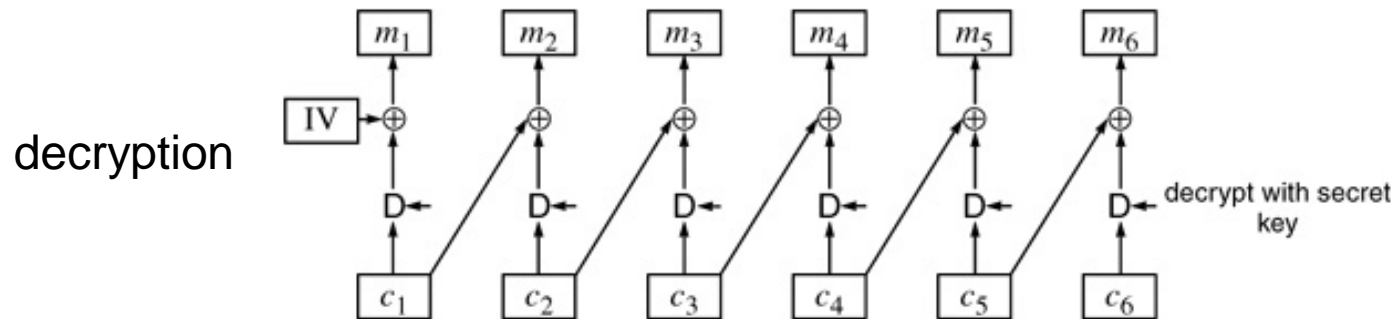 m₁ m₂ m₃ m₄ m₅ m₆
IV
decryption
D D D D D D
decrypt with secret
key
c₁ c₂ c₃ c₄ c₅ c₆